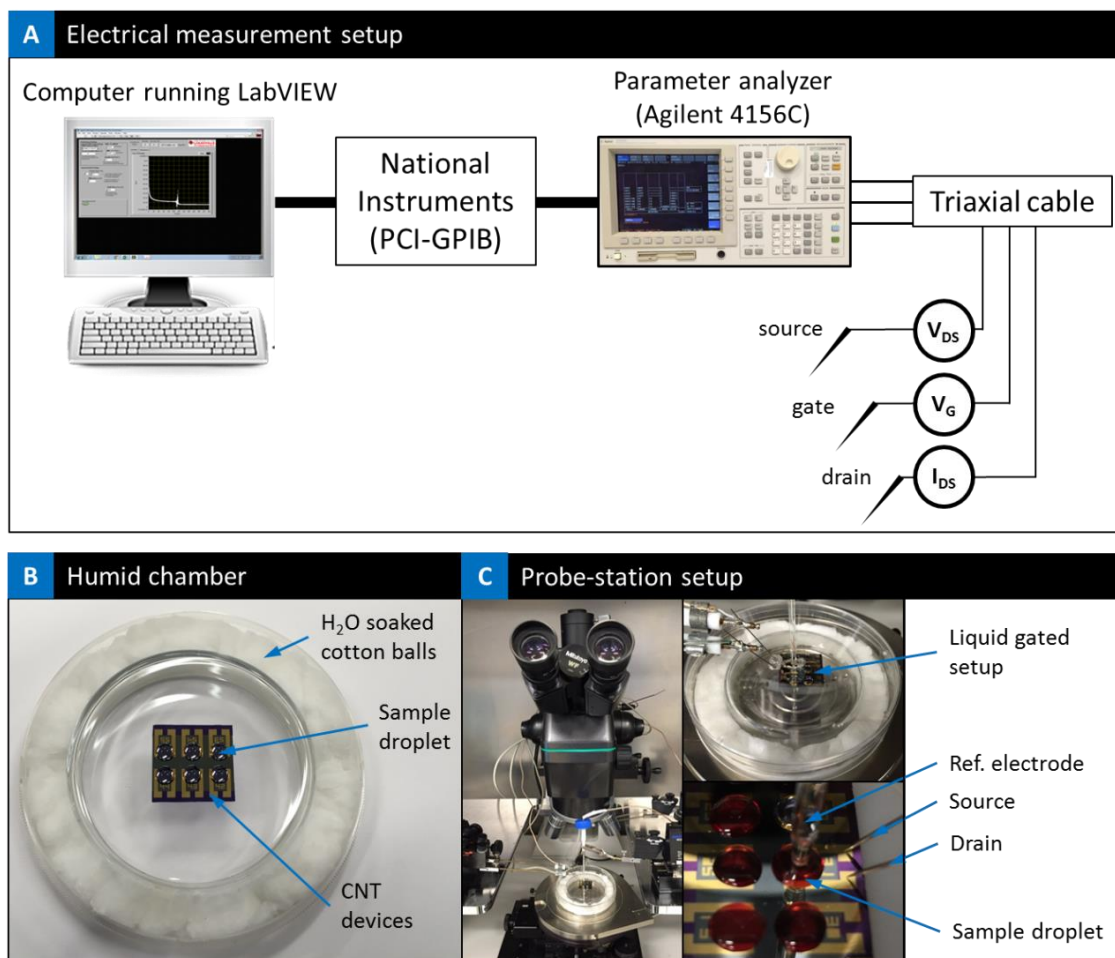 A Electrical measurement setup
Computer running LabVIEW
Parameter analyzer
(Agilent 4156C)
National
Instruments
(PCI-GPIB)
Triaxial cable
source
V_DS
gate
V_G
drain
I_DS
B Humid chamber
H₂O soaked
cotton balls
Sample
droplet
CNT
devices
C Probe-station setup
Mitutoyo
WF
Liquid gated
setup
Ref. electrode
Source
Drain
Sample droplet